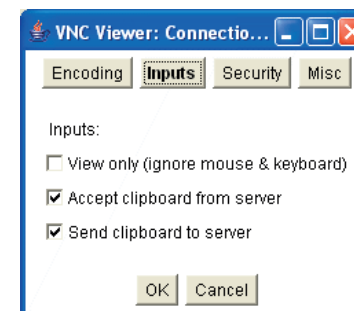 VNC Viewer: Connectio...
Encoding Inputs Security Misc
Inputs:
View only (ignore mouse & keyboard)
Accept clipboard from server
Send clipboard to server
OK Cancel